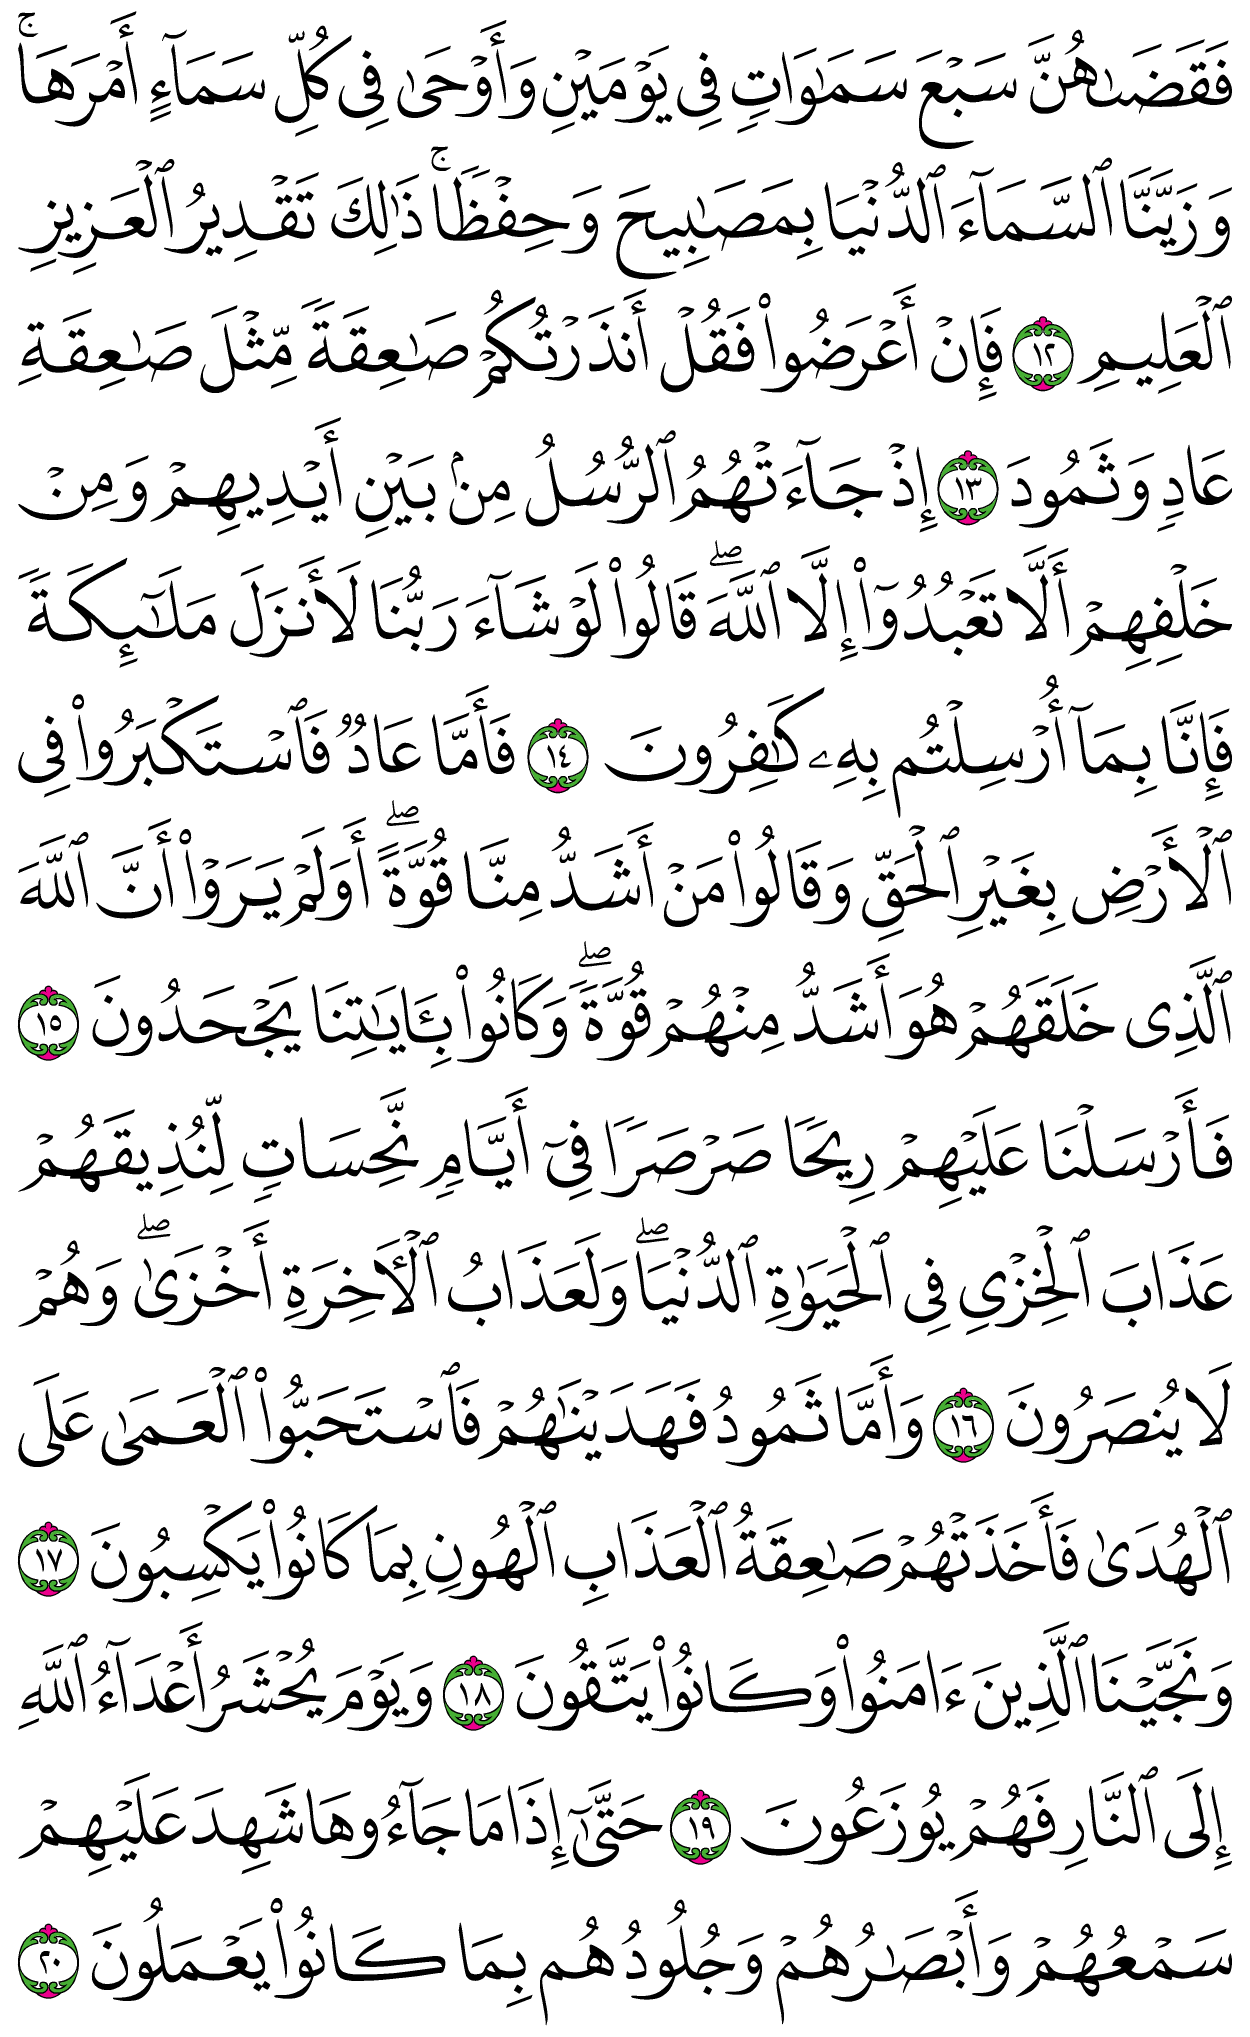 فَقَضَىٰهُنَّ سَبْعَ سَمَٰوَاتٍ فِى يَوْمَيْنِ وَأَوْحَىٰ فِى كُلِّ سَمَآءٍ أَمْرَهَا ۚ
وَزَيَّنَّا ٱلسَّمَآءَ ٱلدُّنْيَا بِمَصَٰبِيحَ وَحِفْظًا ۚ ذَٰلِكَ تَقْدِيرُ ٱلْعَزِيزِ
ٱلْعَلِيمِ ١٢ فَإِنْ أَعْرَضُوا۟ فَقُلْ أَنذَرْتُكُمْ صَٰعِقَةً مِّثْلَ صَٰعِقَةِ
عَادٍ وَثَمُودَ ١٣ إِذْ جَآءَتْهُمُ ٱلرُّسُلُ مِنۢ بَيْنِ أَيْدِيهِمْ وَمِنْ
خَلْفِهِمْ أَلَّا تَعْبُدُوٓا۟ إِلَّا ٱللَّهَ ۖ قَالُوا۟ لَوْ شَآءَ رَبُّنَا لَأَنزَلَ مَلَٰٓئِكَةً
فَإِنَّا بِمَآ أُرْسِلْتُم بِهِۦ كَٰفِرُونَ ١٤ فَأَمَّا عَادٌ فَٱسْتَكْبَرُوا۟ فِى
ٱلْأَرْضِ بِغَيْرِ ٱلْحَقِّ وَقَالُوا۟ مَنْ أَشَدُّ مِنَّا قُوَّةً ۖ أَوَلَمْ يَرَوْا۟ أَنَّ ٱللَّهَ
ٱلَّذِى خَلَقَهُمْ هُوَ أَشَدُّ مِنْهُمْ قُوَّةً ۖ وَكَانُوا۟ بِـَٔايَٰتِنَا يَجْحَدُونَ ١٥
فَأَرْسَلْنَا عَلَيْهِمْ رِيحًا صَرْصَرًا فِىٓ أَيَّامٍ نَّحِسَاتٍ لِّنُذِيقَهُمْ
عَذَابَ ٱلْخِزْىِ فِى ٱلْحَيَوٰةِ ٱلدُّنْيَا ۖ وَلَعَذَابُ ٱلْـَٔاخِرَةِ أَخْزَىٰ ۖ وَهُمْ
لَا يُنصَرُونَ ١٦ وَأَمَّا ثَمُودُ فَهَدَيْنَٰهُمْ فَٱسْتَحَبُّوا۟ ٱلْعَمَىٰ عَلَى
ٱلْهُدَىٰ فَأَخَذَتْهُمْ صَٰعِقَةُ ٱلْعَذَابِ ٱلْهُونِ بِمَا كَانُوا۟ يَكْسِبُونَ ١٧
وَنَجَّيْنَا ٱلَّذِينَ ءَامَنُوا۟ وَكَانُوا۟ يَتَّقُونَ ١٨ وَيَوْمَ يُحْشَرُ أَعْدَآءُ ٱللَّهِ
إِلَى ٱلنَّارِ فَهُمْ يُوزَعُونَ ١٩ حَتَّىٰٓ إِذَا مَا جَآءُوهَا شَهِدَ عَلَيْهِمْ
سَمْعُهُمْ وَأَبْصَٰرُهُمْ وَجُلُودُهُم بِمَا كَانُوا۟ يَعْمَلُونَ ٢٠